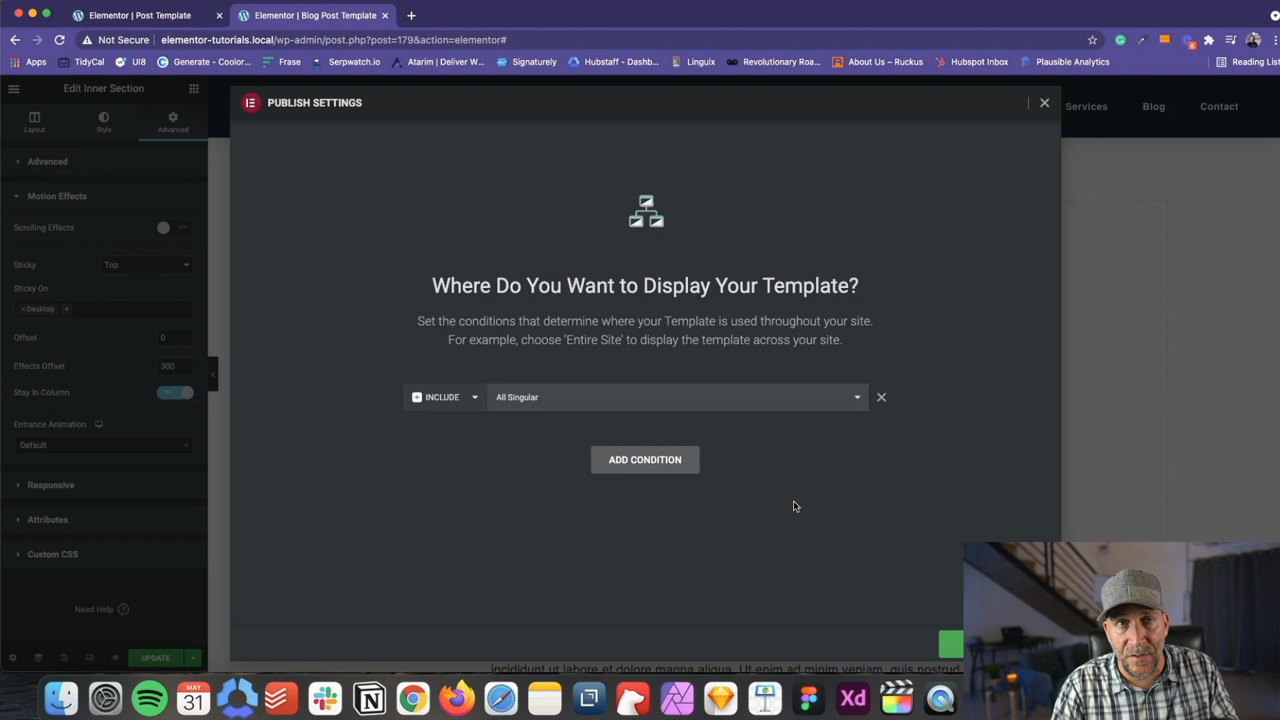 Elementor | Post Template
Elementor | Blog Post Template
Not Secure elementor-tutorials.local/wp-admin/post.php?post=179&action=elementor#
Apps TidyCal UI8 Generate - Coolor... Frase Serpwatch.io Atarim | Deliver W... Signaturely Hubstaff - Dashb... Linguix Revolutionary Roa... About Us – Ruckus Hubspot Inbox Plausible Analytics Reading List
Edit Inner Section
Layout Style Advanced
Advanced
Motion Effects
Scrolling Effects OFF
Sticky Top
Sticky On
× Desktop +
Offset 0
Effects Offset 300
Stay In Column
Entrance Animation
Default
Responsive
Attributes
Custom CSS
Need Help ?
UPDATE
PUBLISH SETTINGS
Services Blog Contact
Where Do You Want to Display Your Template?
Set the conditions that determine where your Template is used throughout your site.
For example, choose 'Entire Site' to display the template across your site.
INCLUDE All Singular
ADD CONDITION
incididunt ut labore et dolore magna aliqua. Ut enim ad minim veniam, quis nostrud
MAY
31
Xd